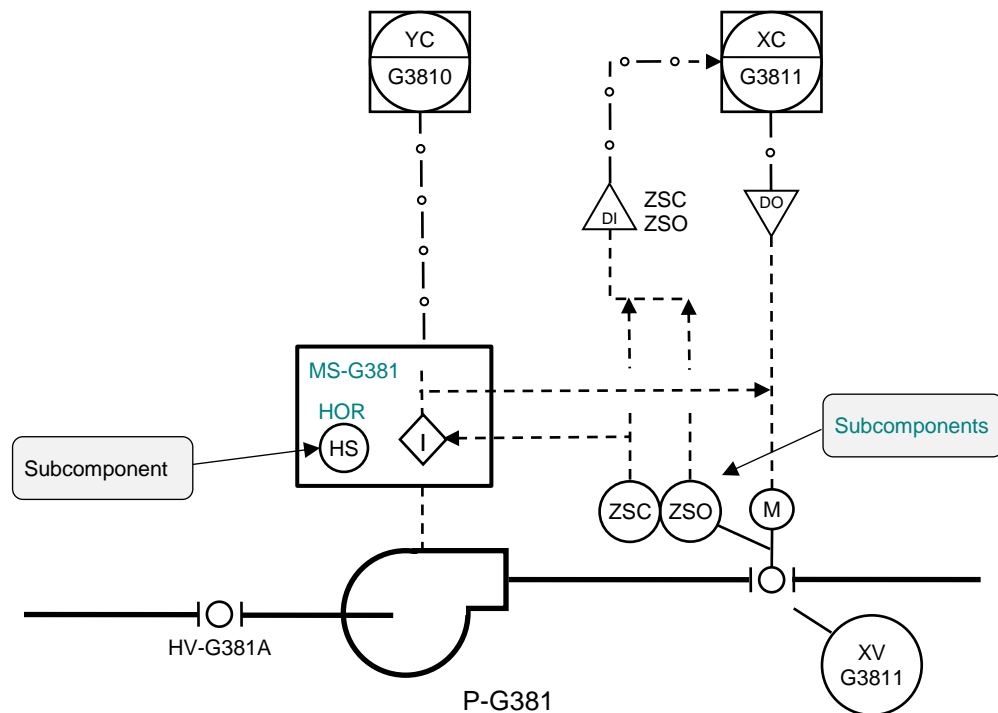 YC
G3810
XC
G3811
DI
ZSC
ZSO
DO
MS-G381
HOR
HS
I
Subcomponent
Subcomponents
ZSC
ZSO
M
HV-G381A
XV
G3811
P-G381